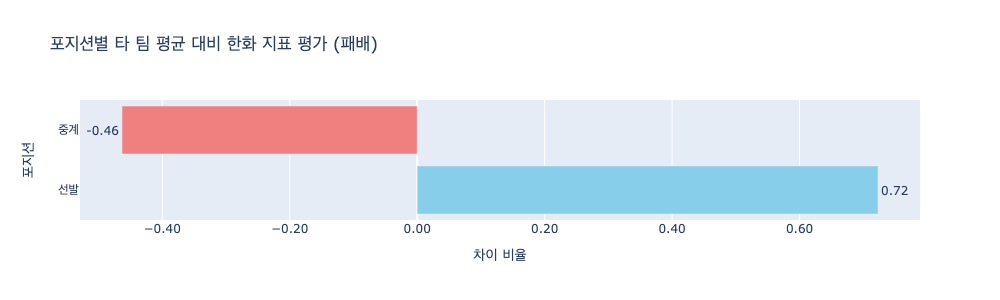 포지션별 타 팀 평균 대비 한화 지표 평가 (패배)
포지션
중계 -0.46
선발 0.72
−0.40 −0.20 0.00 0.20 0.40 0.60
차이 비율